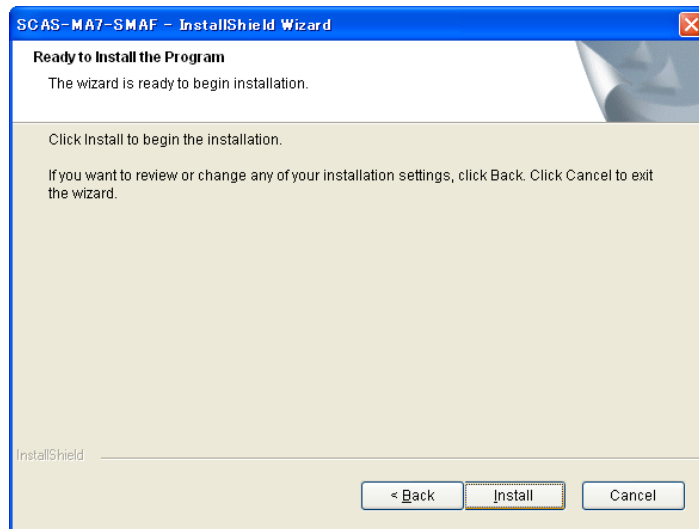 SCAS-MA7-SMAF - InstallShield Wizard
Ready to Install the Program
The wizard is ready to begin installation.
Click Install to begin the installation.
If you want to review or change any of your installation settings, click Back. Click Cancel to exit
the wizard.
InstallShield
< Back
Install
Cancel